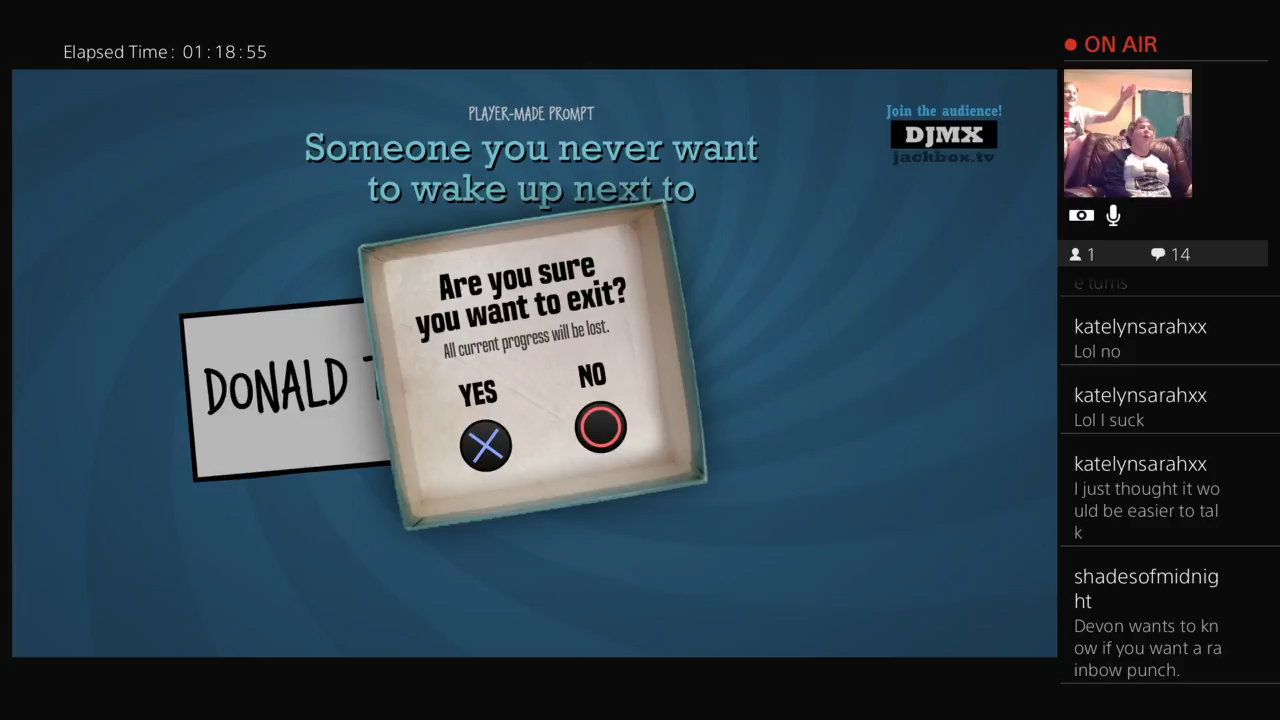 Elapsed Time: 01:18:55
ON AIR
PLAYER-MADE PROMPT
Someone you never want
to wake up next to
Join the audience!
DJMX
jackbox.tv
DONALD T
Are you sure
you want to exit?
All current progress will be lost.
YES
NO
1
14
e turns
katelynsarahxx
Lol no
katelynsarahxx
Lol I suck
katelynsarahxx
I just thought it wo
uld be easier to tal
k
shadesofmidnig
ht
Devon wants to kn
ow if you want a ra
inbow punch.